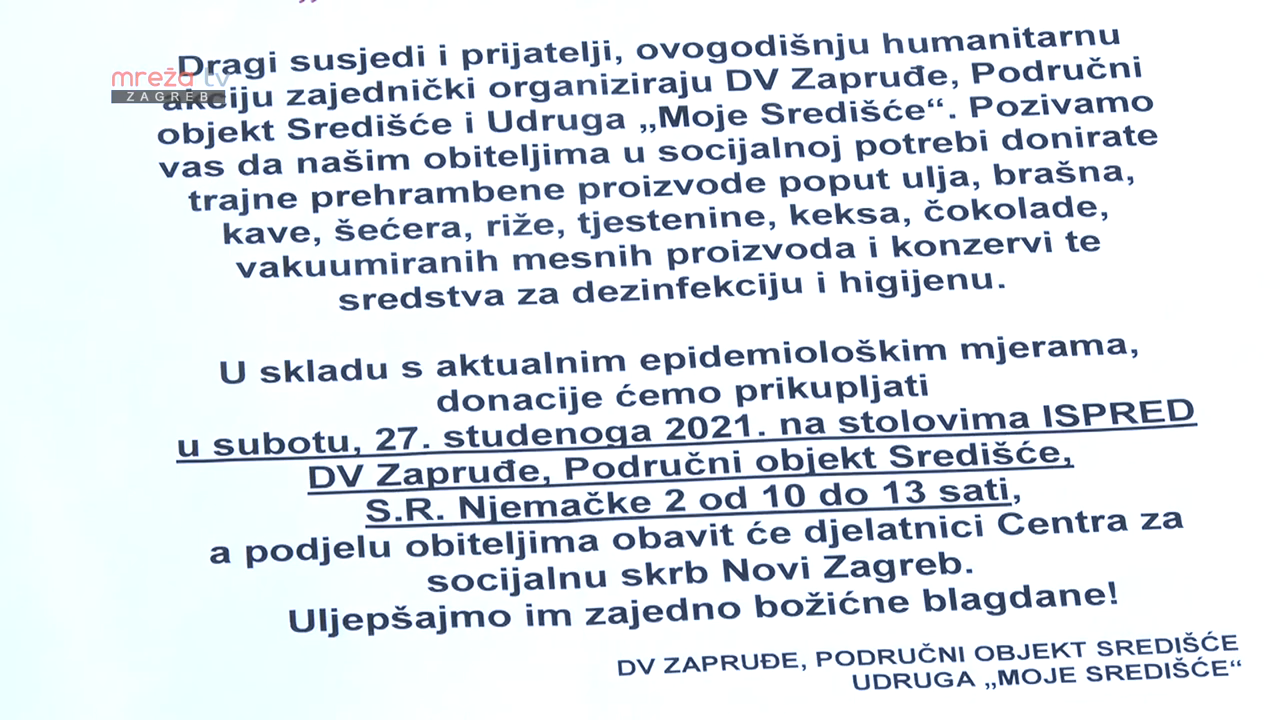 Dragi susjedi i prijatelji, ovogodišnju humanitarnu
mreža tv
ZAGREB
akciju zajednički organiziraju DV Zapruđe, Područni
objekt Središće i Udruga „Moje Središće“. Pozivamo
vas da našim obiteljima u socijalnoj potrebi donirate
trajne prehrambene proizvode poput ulja, brašna,
kave, šećera, riže, tjestenine, keksa, čokolade,
vakuumiranih mesnih proizvoda i konzervi te
sredstva za dezinfekciju i higijenu.
U skladu s aktualnim epidemiološkim mjerama,
donacije ćemo prikupljati
u subotu, 27. studenoga 2021. na stolovima ISPRED
DV Zapruđe, Područni objekt Središće,
S.R. Njemačke 2 od 10 do 13 sati,
a podjelu obiteljima obavit će djelatnici Centra za
socijalnu skrb Novi Zagreb.
Uljepšajmo im zajedno božićne blagdane!
DV ZAPRUĐE, PODRUČNI OBJEKT SREDIŠĆE
UDRUGA „MOJE SREDIŠĆE“